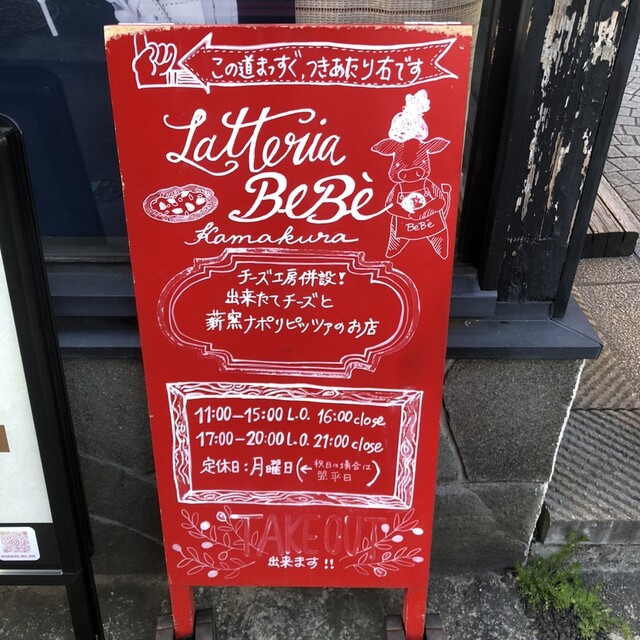 この道まっすぐ、つきあたり右です
Latteria
BeBè
Kamakura
BeBè
チーズ工房併設!
出来たてチーズと
薪窯ナポリピッツァのお店
11:00-15:00 L.O. 16:00 close
17:00-20:00 L.O. 21:00 close
定休日:月曜日(←祝日の場合は
翌平日)
TAKE OUT
出来ます!!